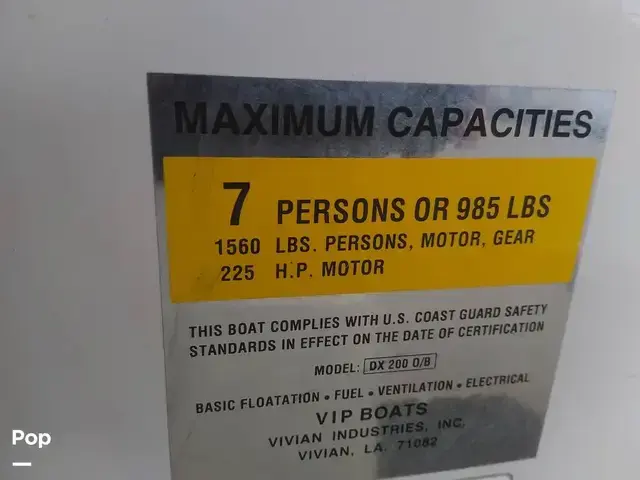 MAXIMUM CAPACITIES
7 PERSONS OR 985 LBS
1560 LBS. PERSONS, MOTOR, GEAR
225 H.P. MOTOR
THIS BOAT COMPLIES WITH U.S. COAST GUARD SAFETY
STANDARDS IN EFFECT ON THE DATE OF CERTIFICATION
MODEL: DX 200 O/B
BASIC FLOATATION • FUEL • VENTILATION • ELECTRICAL
VIP BOATS
VIVIAN INDUSTRIES, INC.
VIVIAN, LA. 71082
Pop